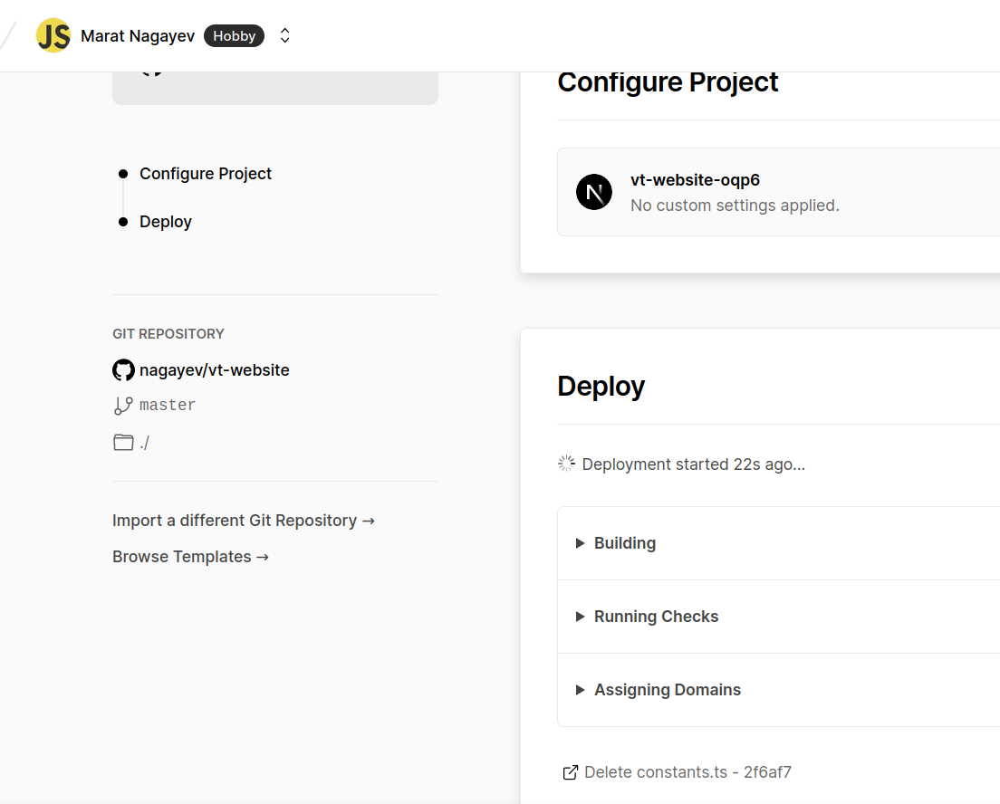 JS Marat Nagayev Hobby
Configure Project
Deploy
GIT REPOSITORY
nagayev/vt-website
master
./
Import a different Git Repository →
Browse Templates →
Configure Project
N
vt-website-oqp6
No custom settings applied.
Deploy
Deployment started 22s ago...
Building
Running Checks
Assigning Domains
Delete constants.ts - 2f6af7